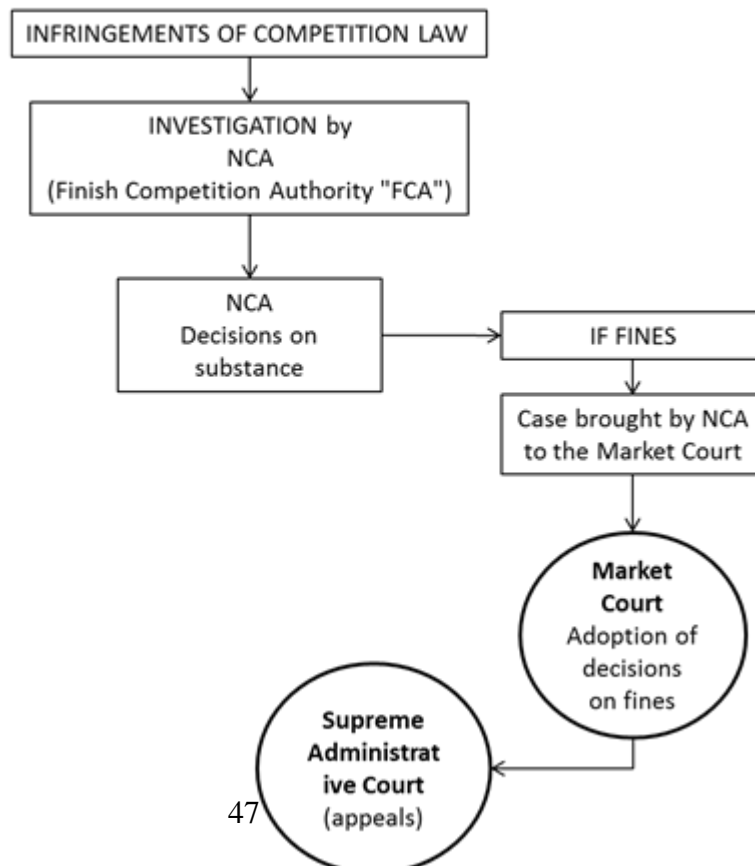 INFRINGEMENTS OF COMPETITION LAW
INVESTIGATION by
NCA
(Finish Competition Authority "FCA")
NCA
Decisions on
substance
IF FINES
Case brought by NCA
to the Market Court
Market
Court
Adoption of
decisions
on fines
Supreme
Administrat
ive Court
(appeals)
47